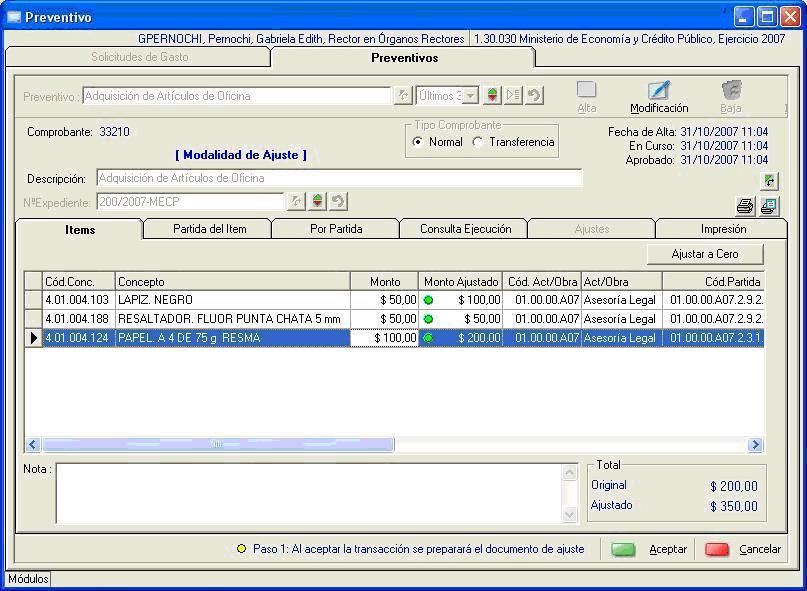 Preventivo
GPERNOCHI, Pernochi, Gabriela Edith, Rector en Órganos Rectores 1.30.030 Ministerio de Economía y Crédito Público, Ejercicio 2007
Solicitudes de Gasto Preventivos
Preventivo : Adquisición de Artículos de Oficina Últimos 3 Alta Modificación Baja
Comprobante: 33210 Tipo Comprobante Fecha de Alta: 31/10/2007 11:04
Normal Transferencia En Curso: 31/10/2007 11:04
[ Modalidad de Ajuste ] Aprobado: 31/10/2007 11:04
Descripción: Adquisición de Artículos de Oficina
NºExpediente: 200/2007-MECP
Items Partida del Item Por Partida Consulta Ejecución Ajustes Impresión
Ajustar a Cero
Cód.Conc. Concepto Monto Monto Ajustado Cód. Act/Obra Act/Obra Cód.Partida
4.01.004.103 LAPIZ. NEGRO $ 50,00 $ 100,00 01.00.00.A07 Asesoría Legal 01.00.00.A07.2.9.2.
4.01.004.188 RESALTADOR. FLUOR PUNTA CHATA 5 mm $ 50,00 $ 50,00 01.00.00.A07 Asesoría Legal 01.00.00.A07.2.9.2.
4.01.004.124 PAPEL. A 4 DE 75 g RESMA $ 100,00 $ 200,00 01.00.00.A07 Asesoría Legal 01.00.00.A07.2.3.1.
Nota : Total
Original $ 200,00
Ajustado $ 350,00
Paso 1: Al aceptar la transacción se preparará el documento de ajuste Aceptar Cancelar
Módulos